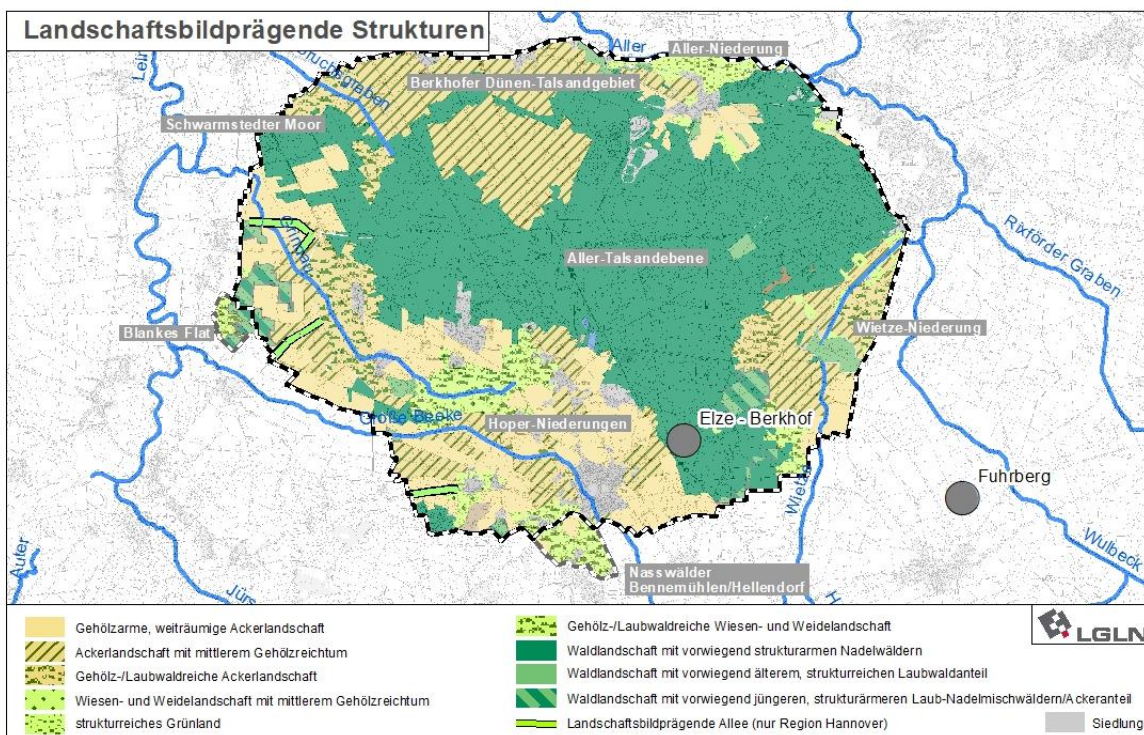 Landschaftsbildprägende Strukturen
Aller
Aller-Niederung
Berkhofer Dünen-Talsandgebiet
Schwarmstedter Moor
Aller-Talsandebene
Rixförder Graben
Blankes Flat
Wietze-Niederung
Große Beeke
Hoper-Niederungen
Elze - Berkhof
Fuhrberg
Wietze
Wulbeck
Auter
Jürs
H
Nasswälder
Bennemühlen/Hellendorf
Gehölzarme, weiträumige Ackerlandschaft
Ackerlandschaft mit mittlerem Gehölzreichtum
Gehölz-/Laubwaldreiche Ackerlandschaft
Wiesen- und Weidelandschaft mit mittlerem Gehölzreichtum
strukturreiches Grünland
Gehölz-/Laubwaldreiche Wiesen- und Weidelandschaft
Waldlandschaft mit vorwiegend strukturarmen Nadelwäldern
Waldlandschaft mit vorwiegend älterem, strukturreichen Laubwaldanteil
Waldlandschaft mit vorwiegend jüngeren, strukturärmeren Laub-Nadelmischwäldern/Ackeranteil
Landschaftsbildprägende Allee (nur Region Hannover)
Siedlung
LGLN